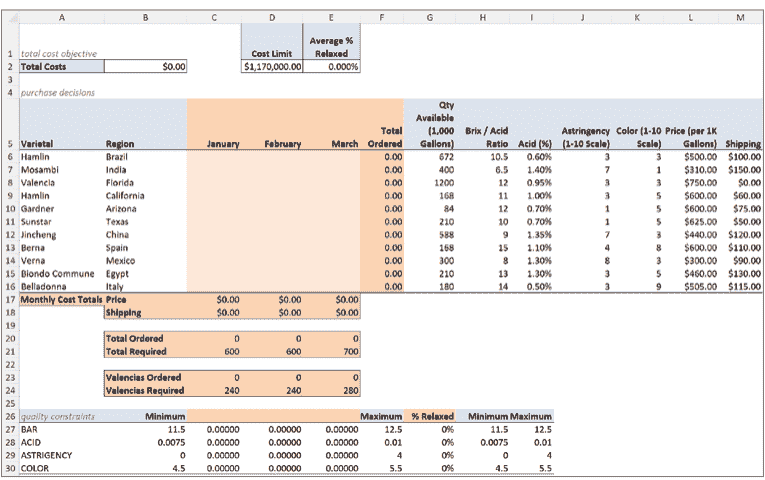 A B C D E F G H I J K L M
Average %
1 total cost objective Cost Limit Relaxed
2 Total Costs $0.00 $1,170,000.00 0.000%
3
4 purchase decisions
Qty
Available
Total (1,000 Brix / Acid Astringency Color (1-10 Price (per 1K
5 Varietal Region January February March Ordered Gallons) Ratio Acid (%) (1-10 Scale) Scale) Gallons) Shipping
6 Hamlin Brazil 0.00 672 10.5 0.60% 3 3 $500.00 $100.00
7 Mosambi India 0.00 400 6.5 1.40% 7 1 $310.00 $150.00
8 Valencia Florida 0.00 1200 12 0.95% 3 3 $750.00 $0.00
9 Hamlin California 0.00 168 11 1.00% 3 5 $600.00 $60.00
10 Gardner Arizona 0.00 84 12 0.70% 1 5 $600.00 $75.00
11 Sunstar Texas 0.00 210 10 0.70% 1 5 $625.00 $50.00
12 Jincheng China 0.00 588 9 1.35% 7 3 $440.00 $120.00
13 Berna Spain 0.00 168 15 1.10% 4 8 $600.00 $110.00
14 Verna Mexico 0.00 300 8 1.30% 8 3 $300.00 $90.00
15 Biondo Commune Egypt 0.00 210 13 1.30% 3 5 $460.00 $130.00
16 Belladonna Italy 0.00 180 14 0.50% 3 9 $505.00 $115.00
17 Monthly Cost Totals Price $0.00 $0.00 $0.00
18 Shipping $0.00 $0.00 $0.00
19
20 Total Ordered 0 0 0
21 Total Required 600 600 700
22
23 Valencias Ordered 0 0 0
24 Valencias Required 240 240 280
25
26 quality constraints Minimum Maximum % Relaxed Minimum Maximum
27 BAR 11.5 0.00000 0.00000 0.00000 12.5 0% 11.5 12.5
28 ACID 0.0075 0.00000 0.00000 0.00000 0.01 0% 0.0075 0.01
29 ASTRIGENCY 0 0.00000 0.00000 0.00000 4 0% 0 4
30 COLOR 4.5 0.00000 0.00000 0.00000 5.5 0% 4.5 5.5